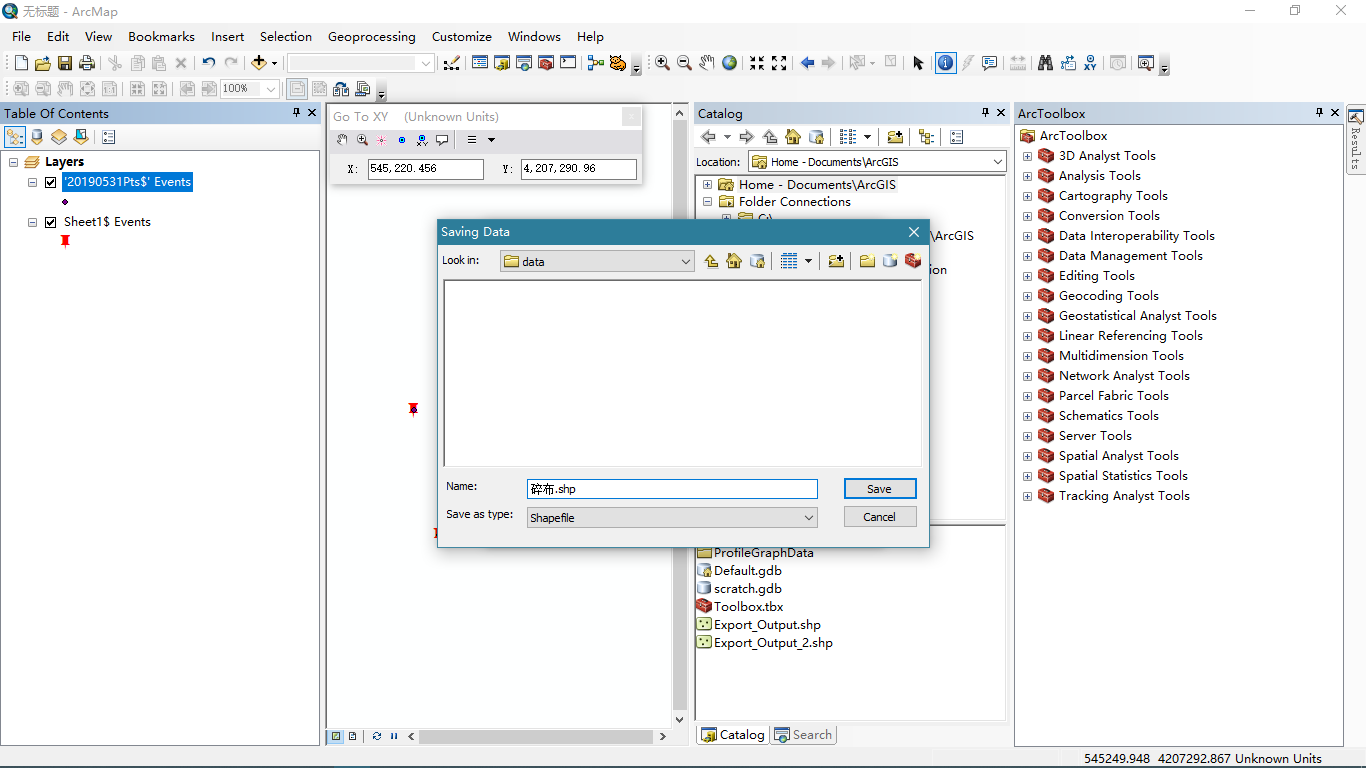 无标题 - ArcMap
File Edit View Bookmarks Insert Selection Geoprocessing Customize Windows Help
100%
Table Of Contents
Layers
'20190531Pts$' Events
Sheet1$ Events
Go To XY (Unknown Units)
X: 545,220.456 Y: 4,207,290.96
Catalog
Location: Home - Documents\ArcGIS
Home - Documents\ArcGIS
Folder Connections
C:\
\ArcGIS
ion
Saving Data
Look in: data
Name: 碎布.shp
Save
Save as type: Shapefile
Cancel
ProfileGraphData
Default.gdb
scratch.gdb
Toolbox.tbx
Export_Output.shp
Export_Output_2.shp
Catalog Search
ArcToolbox
ArcToolbox
3D Analyst Tools
Analysis Tools
Cartography Tools
Conversion Tools
Data Interoperability Tools
Data Management Tools
Editing Tools
Geocoding Tools
Geostatistical Analyst Tools
Linear Referencing Tools
Multidimension Tools
Network Analyst Tools
Parcel Fabric Tools
Schematics Tools
Server Tools
Spatial Analyst Tools
Spatial Statistics Tools
Tracking Analyst Tools
Results
545249.948 4207292.867 Unknown Units